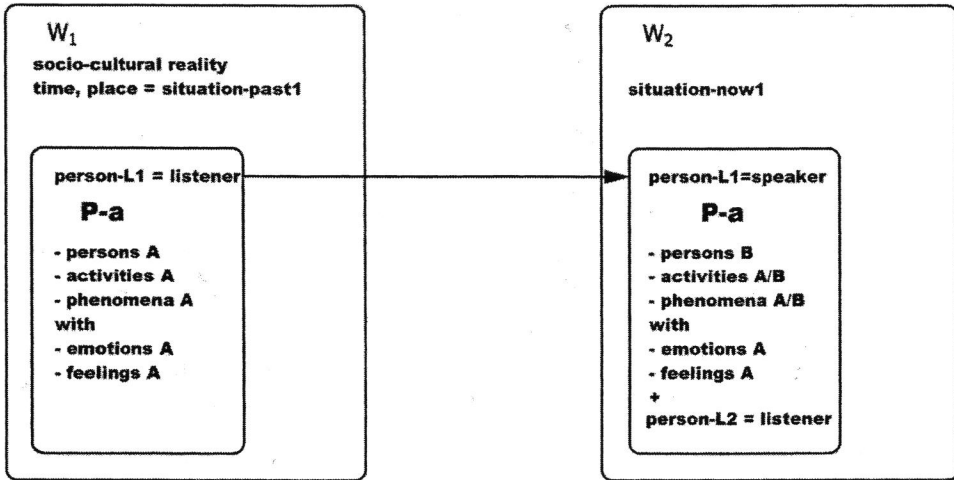 W₁
socio-cultural reality
time, place = situation-past1
person-L1 = listener
P-a
- persons A
- activities A
- phenomena A
with
- emotions A
- feelings A
W₂
situation-now1
person-L1=speaker
P-a
- persons B
- activities A/B
- phenomena A/B
with
- emotions A
- feelings A
+
person-L2 = listener